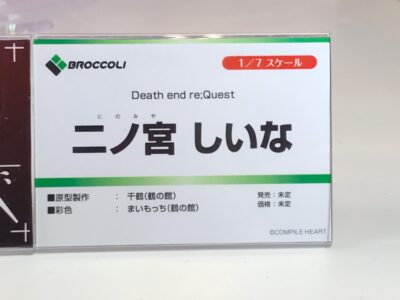 BROCCOLI
1/7 スケール
Death end re;Quest
にのみや
二ノ宮 しいな
■原型製作 : 千鶴(鶴の館)
■彩色 : まいもっち(鶴の館)
発売:未定
価格:未定
©COMPILE HEART